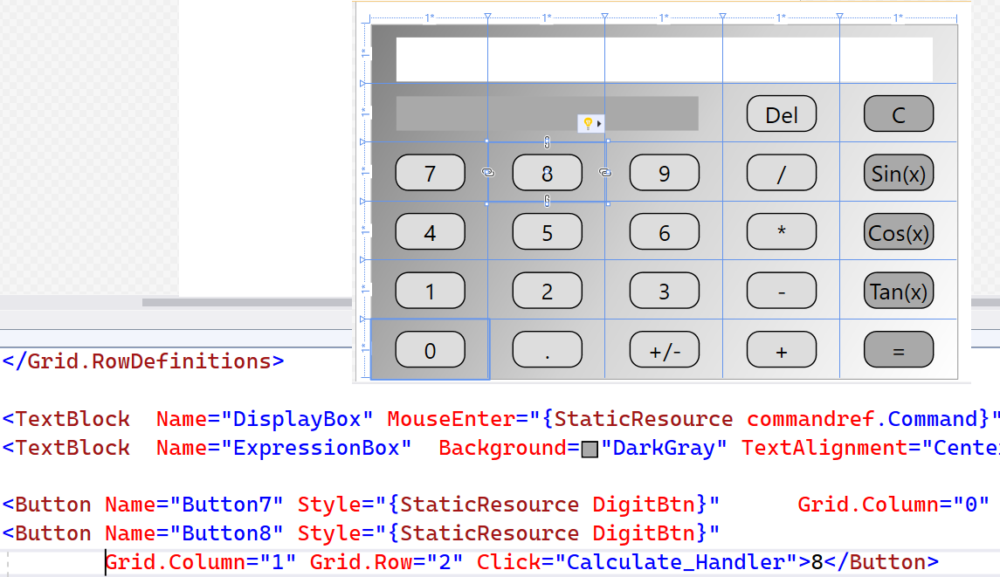 1* 1* 1* 1* 1*
1*
1* Del C
1* 7 8 9 / Sin(x)
1* 4 5 6 * Cos(x)
1* 1 2 3 - Tan(x)
1* 0 . +/- + =
</Grid.RowDefinitions>
<TextBlock  Name="DisplayBox" MouseEnter="{StaticResource commandref.Command}"
<TextBlock  Name="ExpressionBox"  Background="DarkGray" TextAlignment="Cente
<Button Name="Button7" Style="{StaticResource DigitBtn}"      Grid.Column="0"
<Button Name="Button8" Style="{StaticResource DigitBtn}"
Grid.Column="1" Grid.Row="2" Click="Calculate_Handler">8</Button>